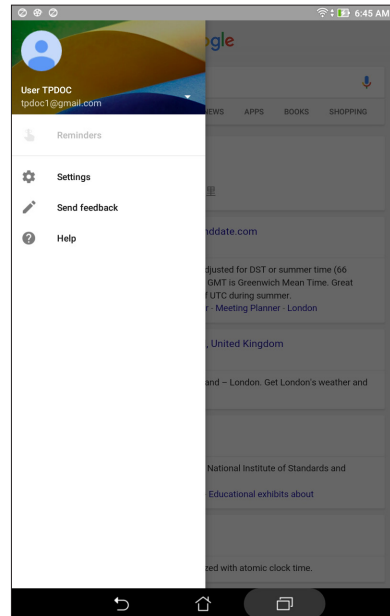 6:45 AM
ogle
User TPDOC
tpdoc1@gmail.com
EWS APPS BOOKS SHOPPING
Reminders
Settings
Send feedback
Help
nddate.com
djusted for DST or summer time (66
GMT is Greenwich Mean Time. Great
f UTC during summer.
r - Meeting Planner - London
, United Kingdom
and – London. Get London's weather and
National Institute of Standards and
Educational exhibits about
zed with atomic clock time.